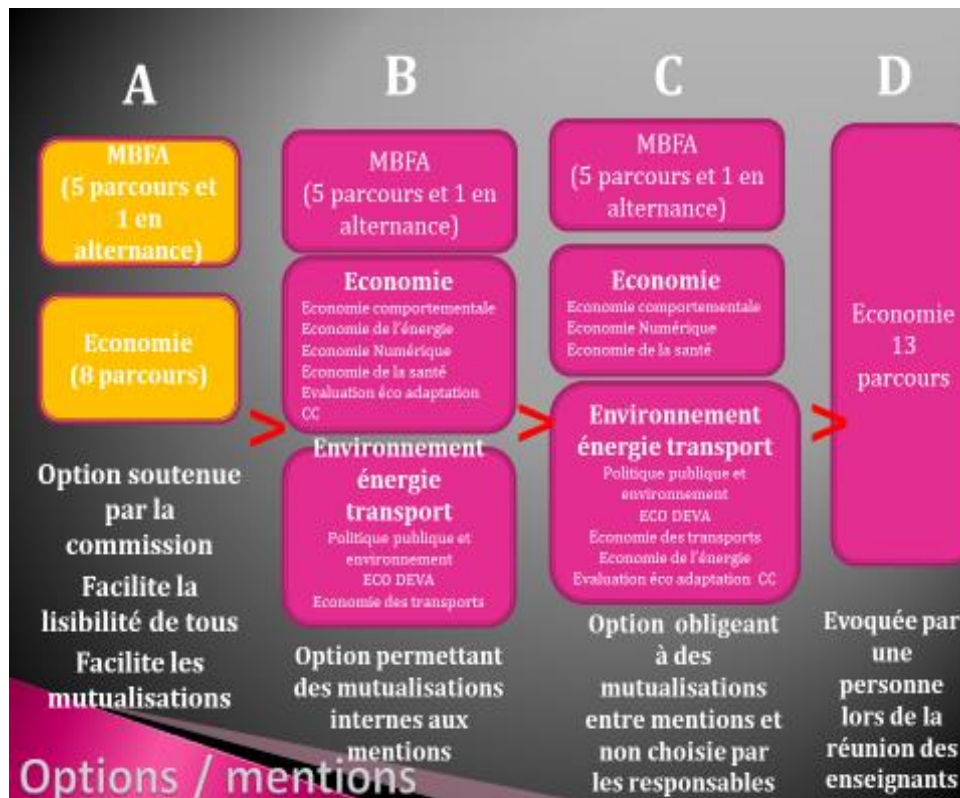 A
MBFA
(5 parcours et
1 en
alternance)
Economie
(8 parcours)
Option soutenue
par la
commission
Facilite la
lisibilité de tous
Facilite les
mutualisations
>
B
MBFA
(5 parcours et 1 en
alternance)
Economie
Economie comportementale
Economie de l'énergie
Economie Numérique
Economie de la santé
Evaluation éco adaptation
CC
Environnement
énergie
transport
Politique publique et
environnement
ECO DEVA
Economie des transports
Option permettant
des mutualisations
internes aux
mentions
>
C
MBFA
(5 parcours et 1 en
alternance)
Economie
Economie comportementale
Economie Numérique
Economie de la santé
Environnement
énergie transport
Politique publique et
environnement
ECO DEVA
Economie des transports
Economie de l'énergie
Evaluation éco adaptation CC
Option obligeant
à des
mutualisations
entre mentions et
non choisie par
les responsables
>
D
Economie
13
parcours
Evoquée par
une
personne
lors de la
réunion des
enseignants
Options / mentions